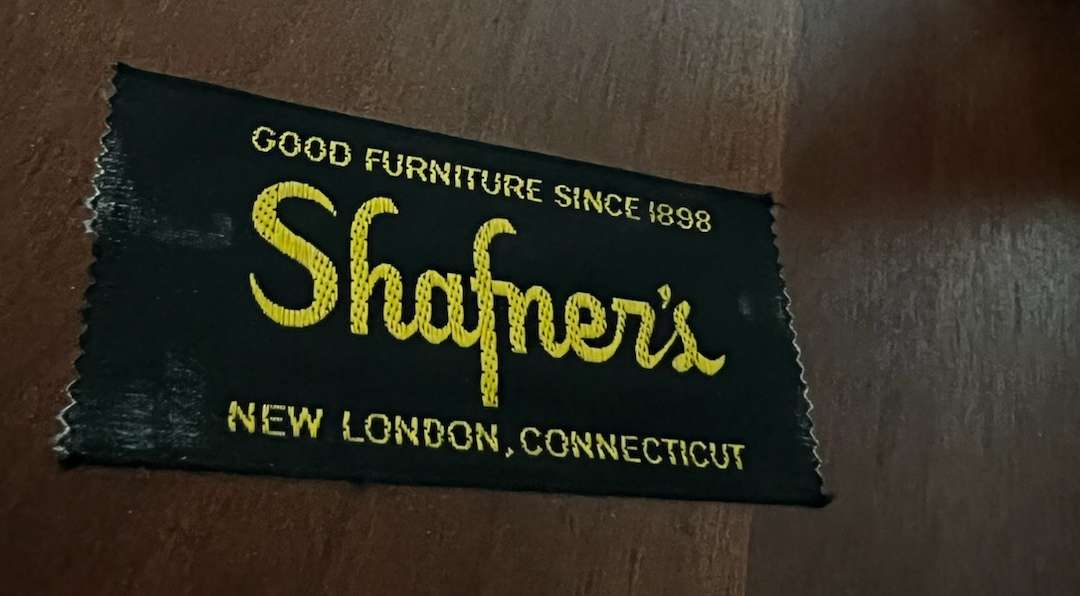 GOOD FURNITURE SINCE 1898
Shafner's
NEW LONDON, CONNECTICUT